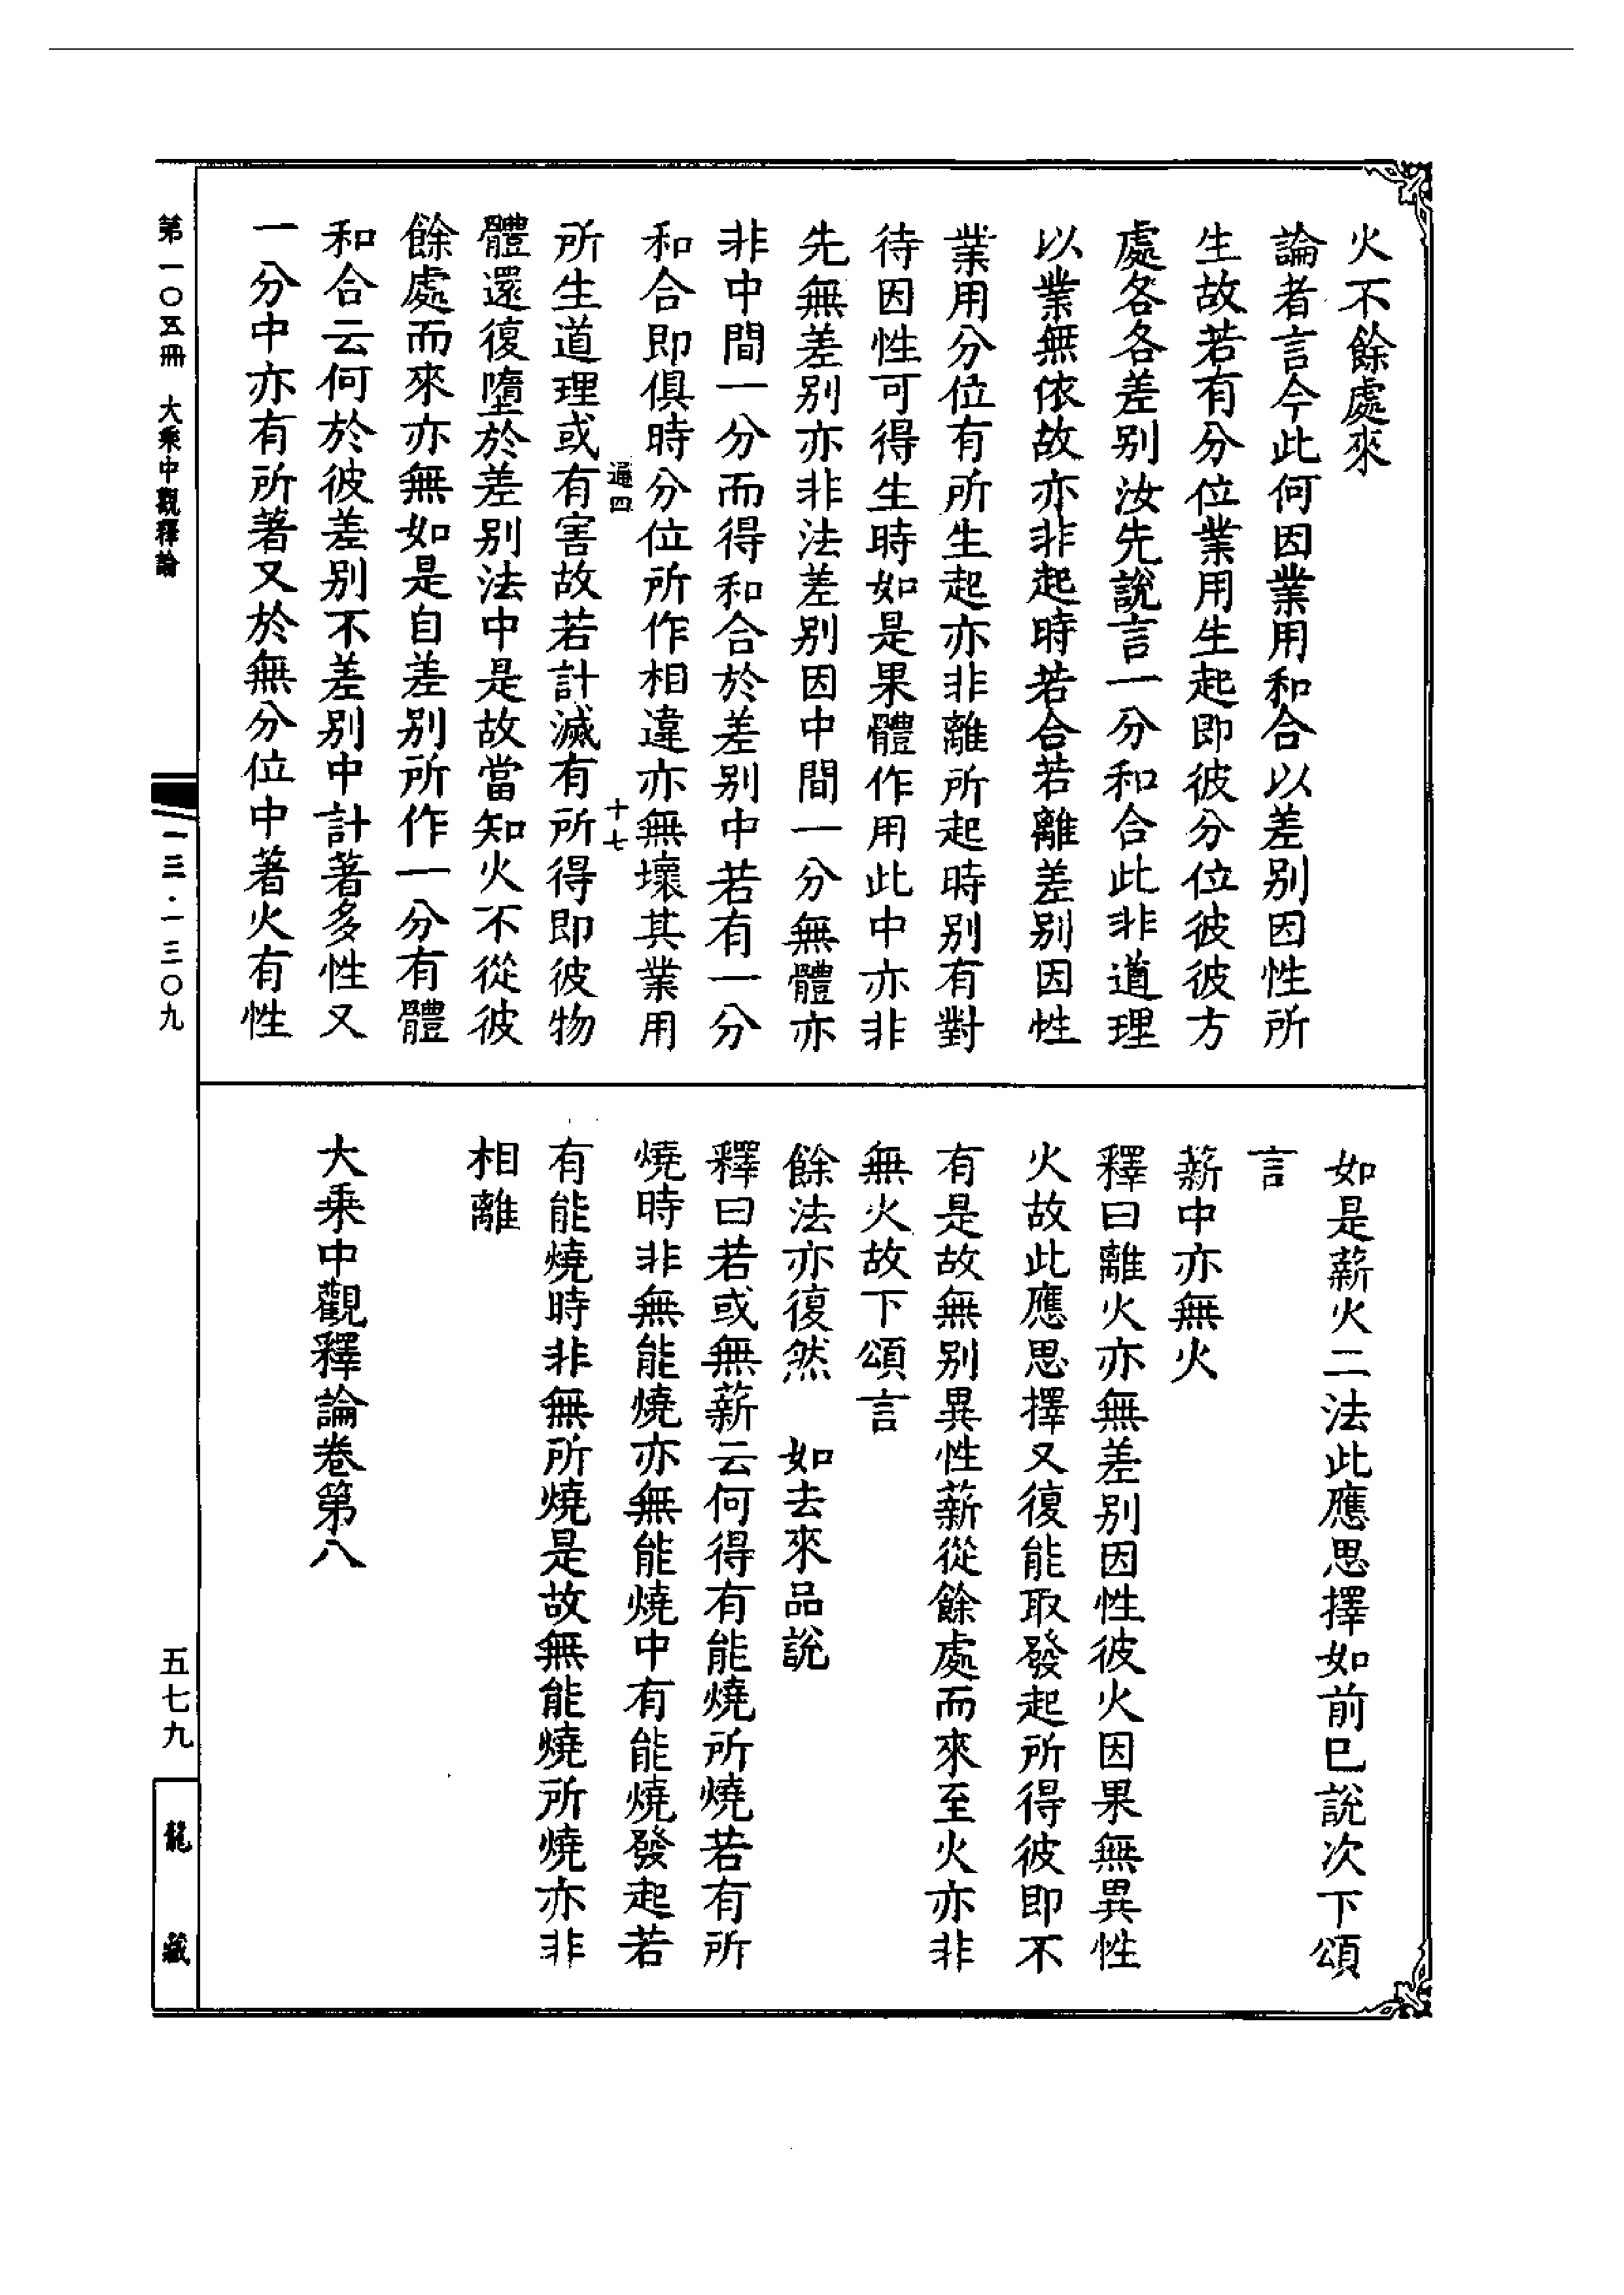 火不餘處來
論者言今此何因業用和合以差别因性所
生故若有分位業用生起即彼分位彼彼方
處各各差别汝先說言一分和合此非道理
以業無依故亦非起時若合若離差别因性
業用分位有所生起亦非離所起時别有對
待因性可得生時如是果體作用此中亦非
先無差别亦非法差别因中間一分無體亦
非中間一分而得和合於差别中若有一分
和合即俱時分位所作相違亦無壞其業用
遍四
十七
所生道理或有害故若計滅有所得即彼物
體還復墮於差别法中是故當知火不從彼
餘處而來亦無如是自差别所作一分有體
和合云何於彼差别不差别中計著多性又
一分中亦有所著又於無分位中著火有性
如是薪火二法此應思擇如前已說次下頌
言
薪中亦無火
釋曰離火亦無差别因性彼火因果無異性
火故此應思擇又復能取發起所得彼即不
有是故無别異性薪從餘處而來至火亦非
無火故下頌言
餘法亦復然　如去來品說
釋曰若或無薪云何得有能燒所燒若有所
燒時非無能燒亦無能燒中有能燒發起若
有能燒時非無所燒是故無能燒所燒亦非
相離
大乘中觀釋論卷第八
第一〇五冊　大乘中觀釋論
一三·一三〇九
五七九
龍藏